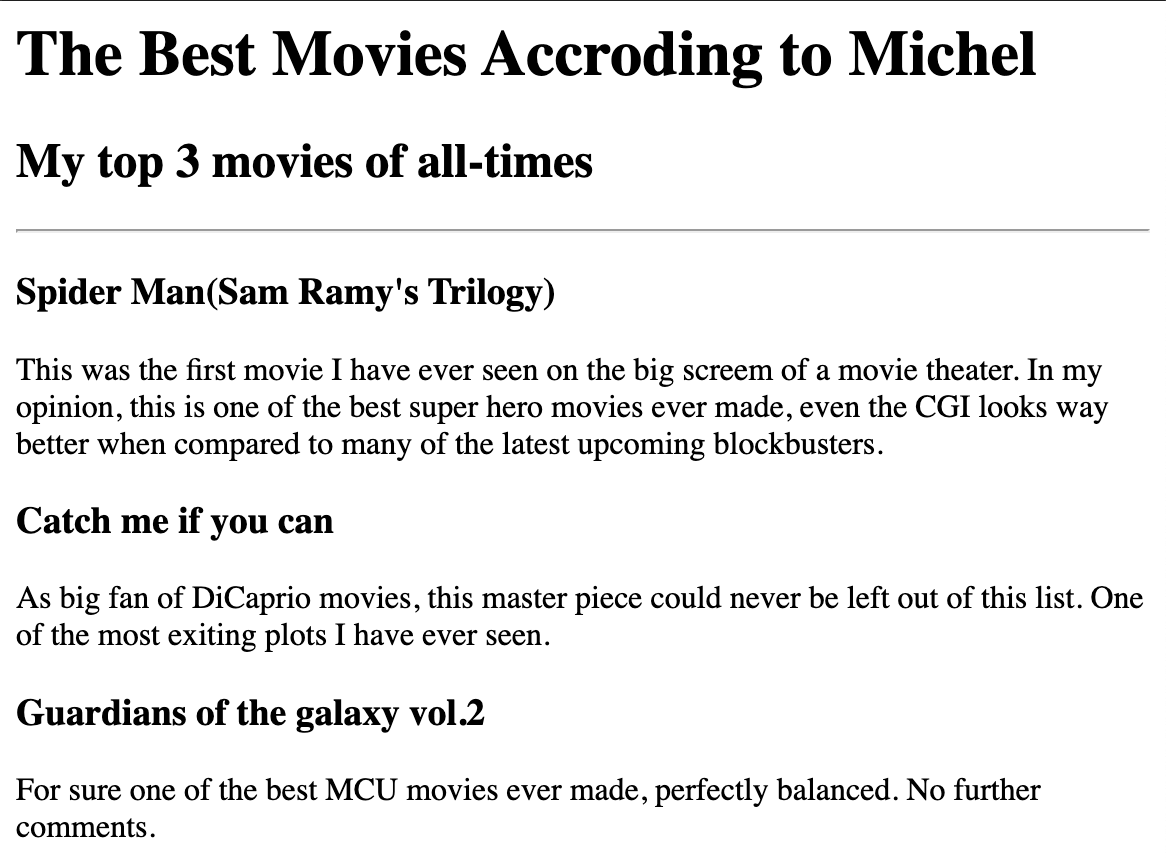 The Best Movies Accroding to Michel
My top 3 movies of all-times
Spider Man(Sam Ramy's Trilogy)
This was the first movie I have ever seen on the big screem of a movie theater. In my
opinion, this is one of the best super hero movies ever made, even the CGI looks way
better when compared to many of the latest upcoming blockbusters.
Catch me if you can
As big fan of DiCaprio movies, this master piece could never be left out of this list. One
of the most exiting plots I have ever seen.
Guardians of the galaxy vol.2
For sure one of the best MCU movies ever made, perfectly balanced. No further
comments.